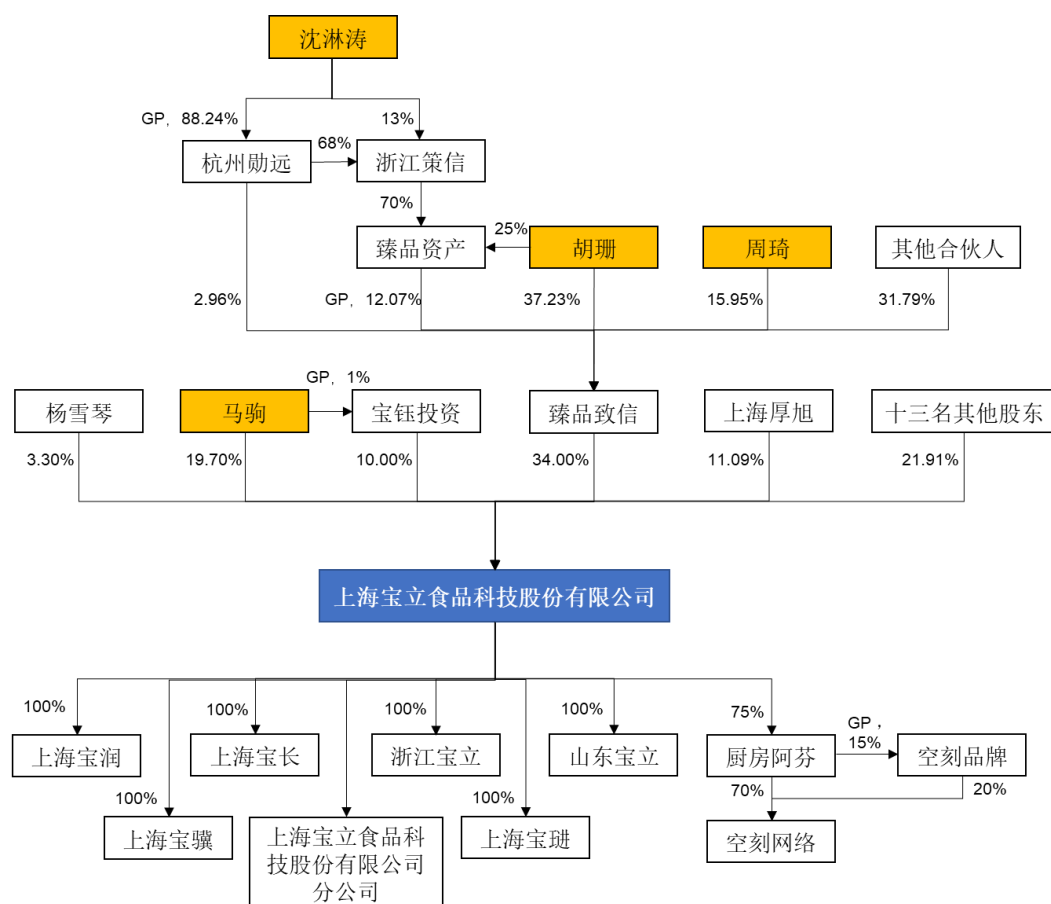 沈淋涛
GP，88.24%
13%
杭州勋远
68%
浙江策信
70%
臻品资产
25%
胡珊
周琦
其他合伙人
2.96%
GP，12.07%
37.23%
15.95%
31.79%
GP，1%
杨雪琴
马驹
宝钰投资
臻品致信
上海厚旭
十三名其他股东
3.30%
19.70%
10.00%
34.00%
11.09%
21.91%
上海宝立食品科技股份有限公司
100%
100%
100%
100%
75%
GP，
15%
上海宝润
上海宝长
浙江宝立
山东宝立
厨房阿芬
空刻品牌
100%
100%
70%
20%
上海宝骥
上海宝立食品科
技股份有限公司
分公司
上海宝琎
空刻网络